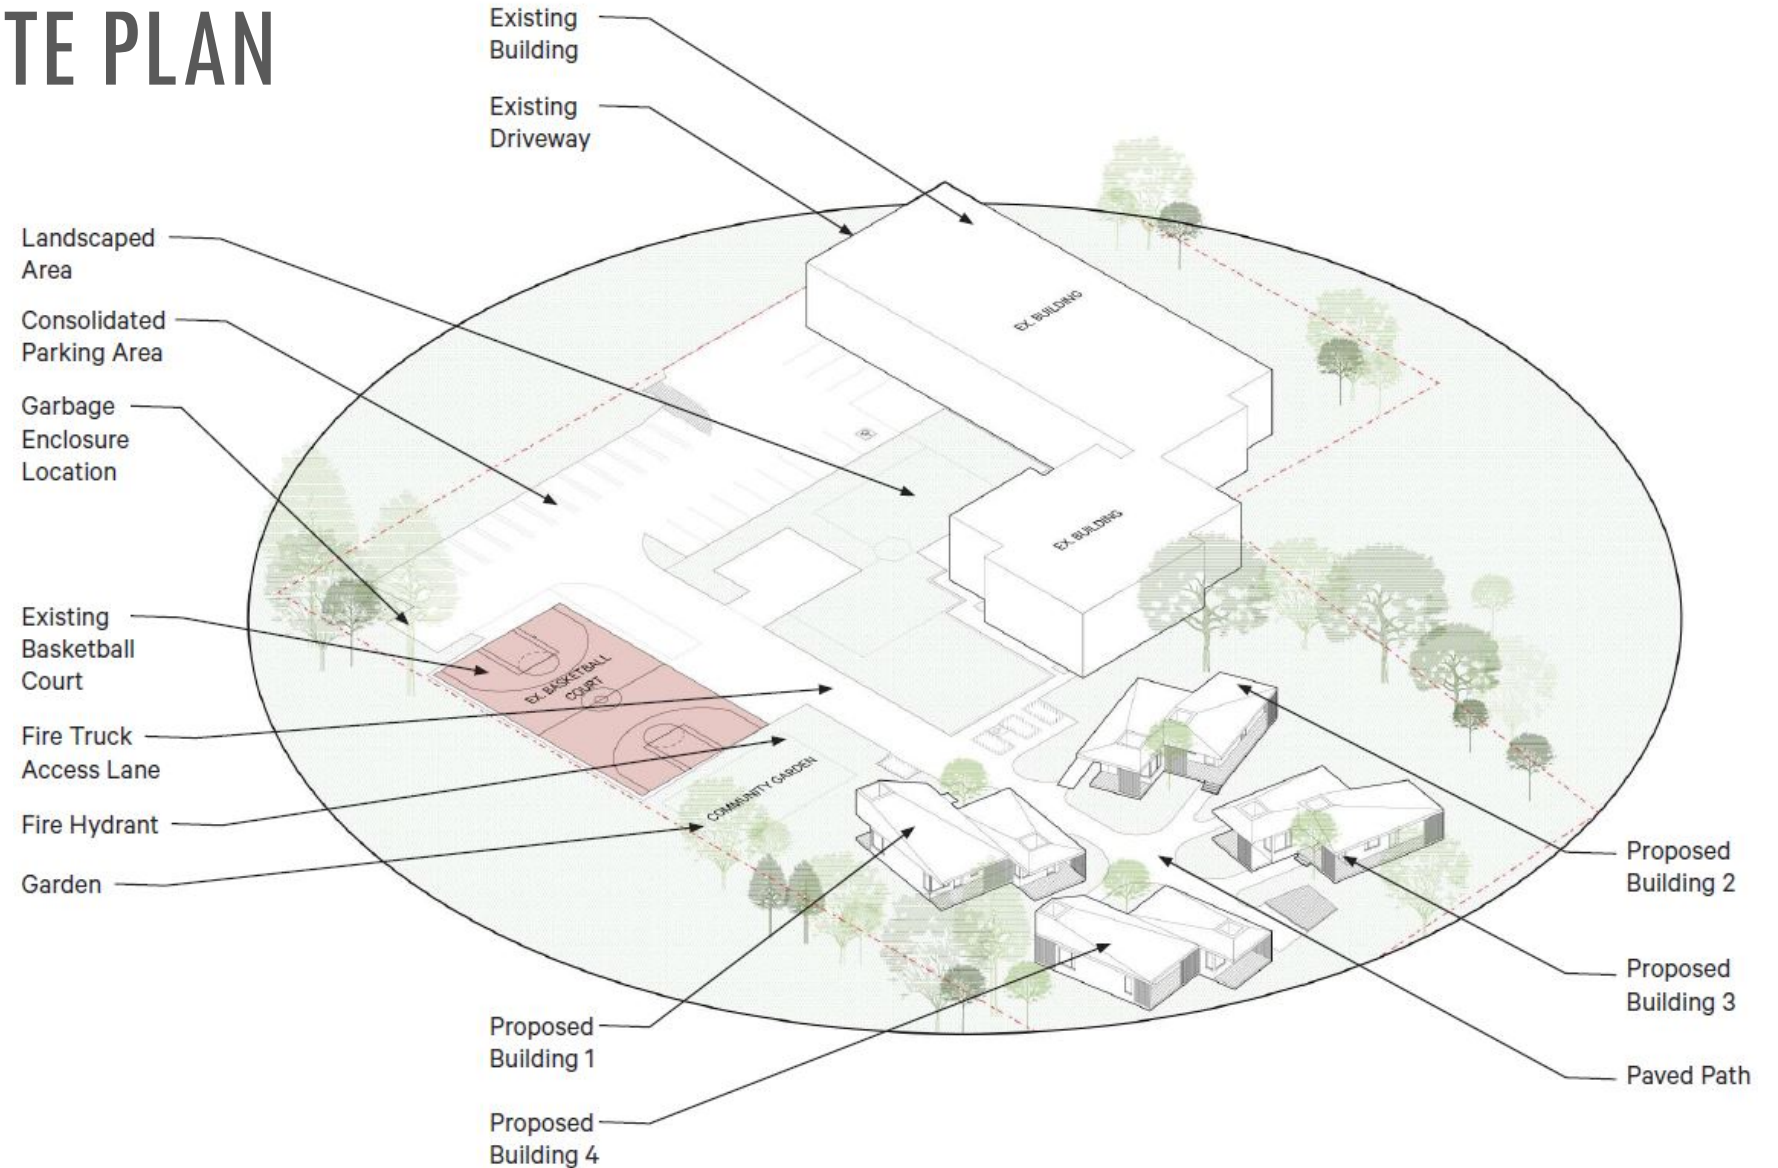 TE PLAN
Existing
Building
Existing
Driveway
Landscaped
Area
Consolidated
Parking Area
Garbage
Enclosure
Location
Existing
Basketball
Court
Fire Truck
Access Lane
Fire Hydrant
Garden
EX. BUILDING
EX. BUILDING
EX. BASKETBALL
COURT
COMMUNITY GARDEN
Proposed
Building 1
Proposed
Building 4
Proposed
Building 2
Proposed
Building 3
Paved Path